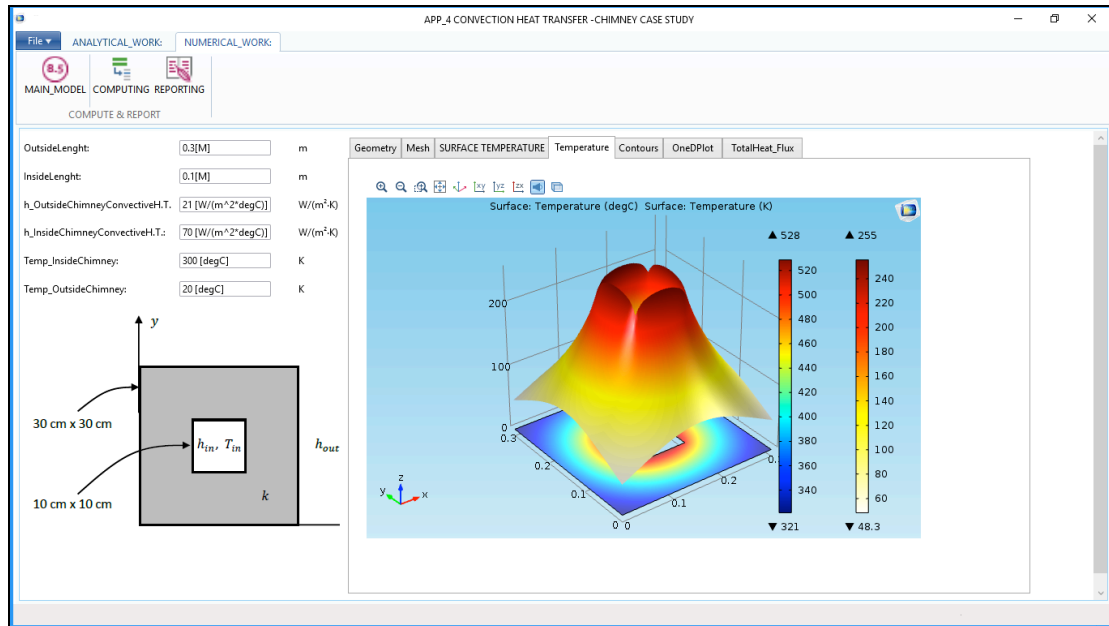 APP_4 CONVECTION HEAT TRANSFER -CHIMNEY CASE STUDY
File ANALYTICAL_WORK: NUMERICAL_WORK:
8.5
MAIN_MODEL COMPUTING REPORTING
COMPUTE & REPORT
OutsideLenght: 0.3[M] m
InsideLenght: 0.1[M] m
h_OutsideChimneyConvectiveH.T. 21 [W/(m^2*degC)] W/(m²·K)
h_InsideChimneyConvectiveH.T.: 70 [W/(m^2*degC)] W/(m²·K)
Temp_InsideChimney: 300 [degC] K
Temp_OutsideChimney: 20 [degC] K
y
30 cm x 30 cm
h_in, T_in
h_out
k
10 cm x 10 cm
Geometry Mesh SURFACE TEMPERATURE Temperature Contours OneDPlot TotalHeat_Flux
xy yz zx
Surface: Temperature (degC) Surface: Temperature (K)
▲ 528 ▲ 255
520
500
480
460
440
420
400
380
360
340
▼ 321
240
220
200
180
160
140
120
100
80
60
▼ 48.3
200
100
0
0.3
0.2
0.1
0
0
0.1
0.2
y z x